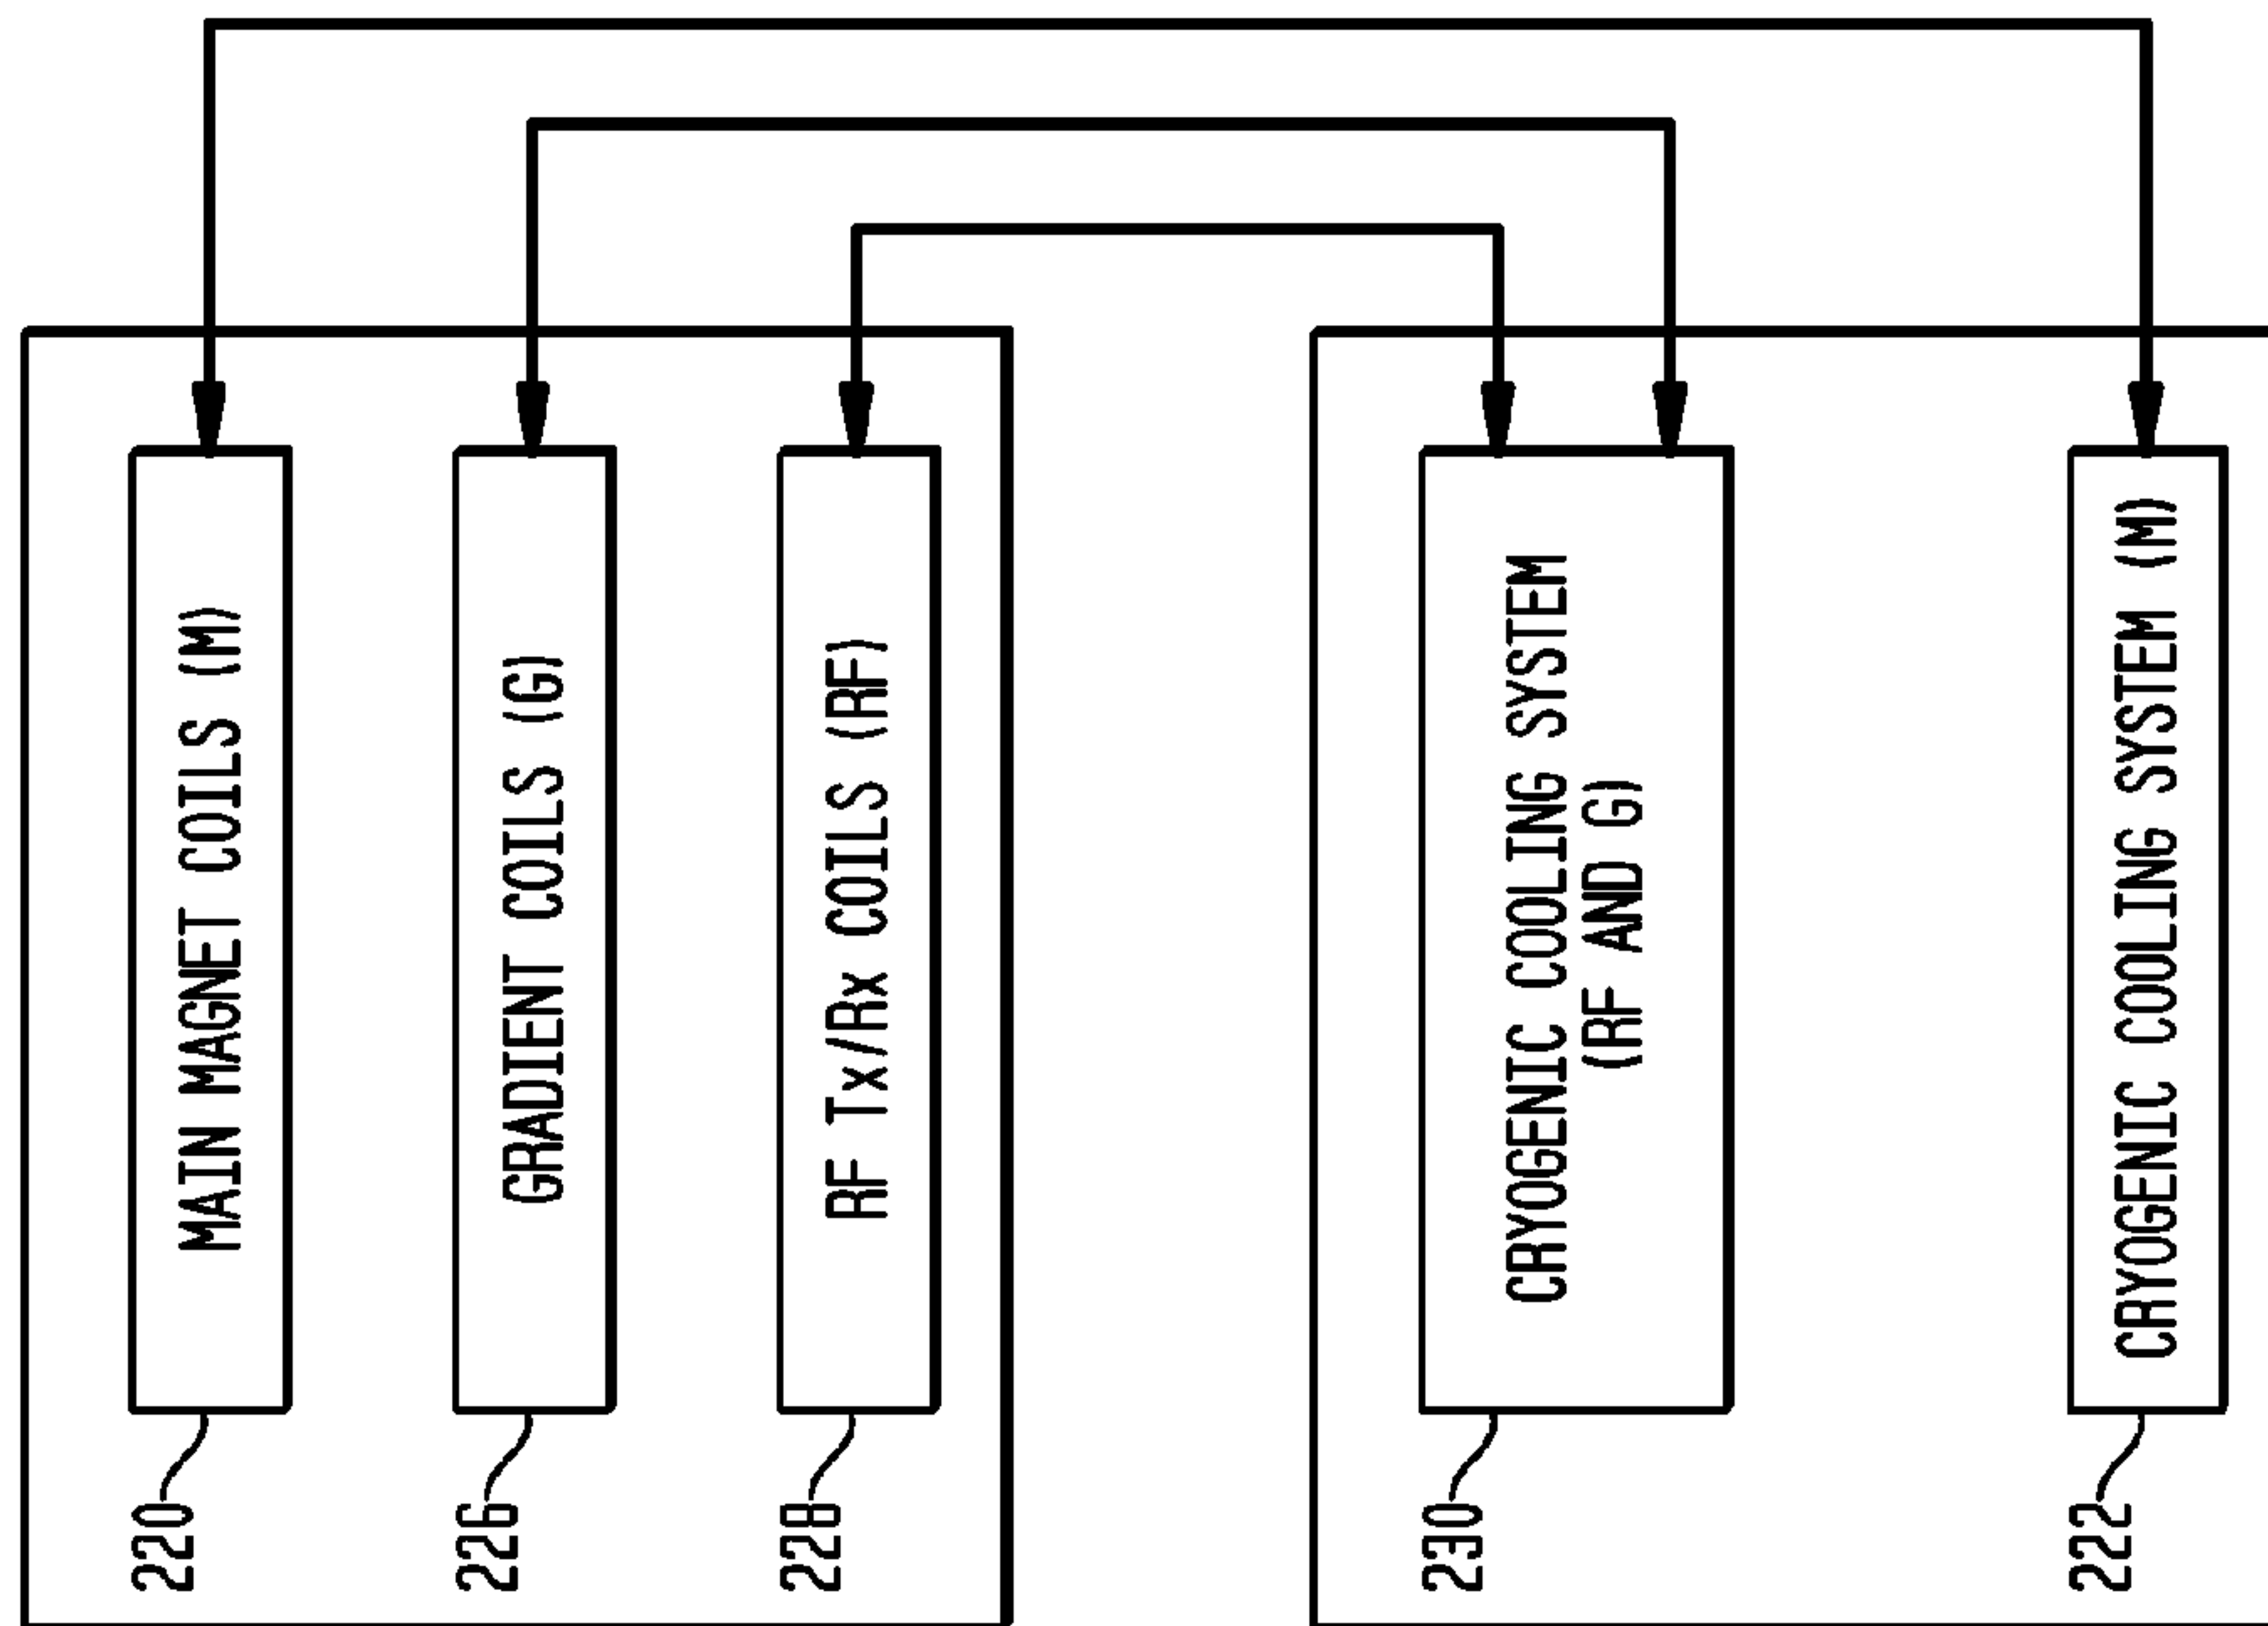 220
MAIN MAGNET COILS (M)
226
GRADIENT COILS (G)
228
RF Tx/Rx COILS (RF)
230
CRYOGENIC COOLING SYSTEM
(RF AND G)
222
CRYOGENIC COOLING SYSTEM (M)